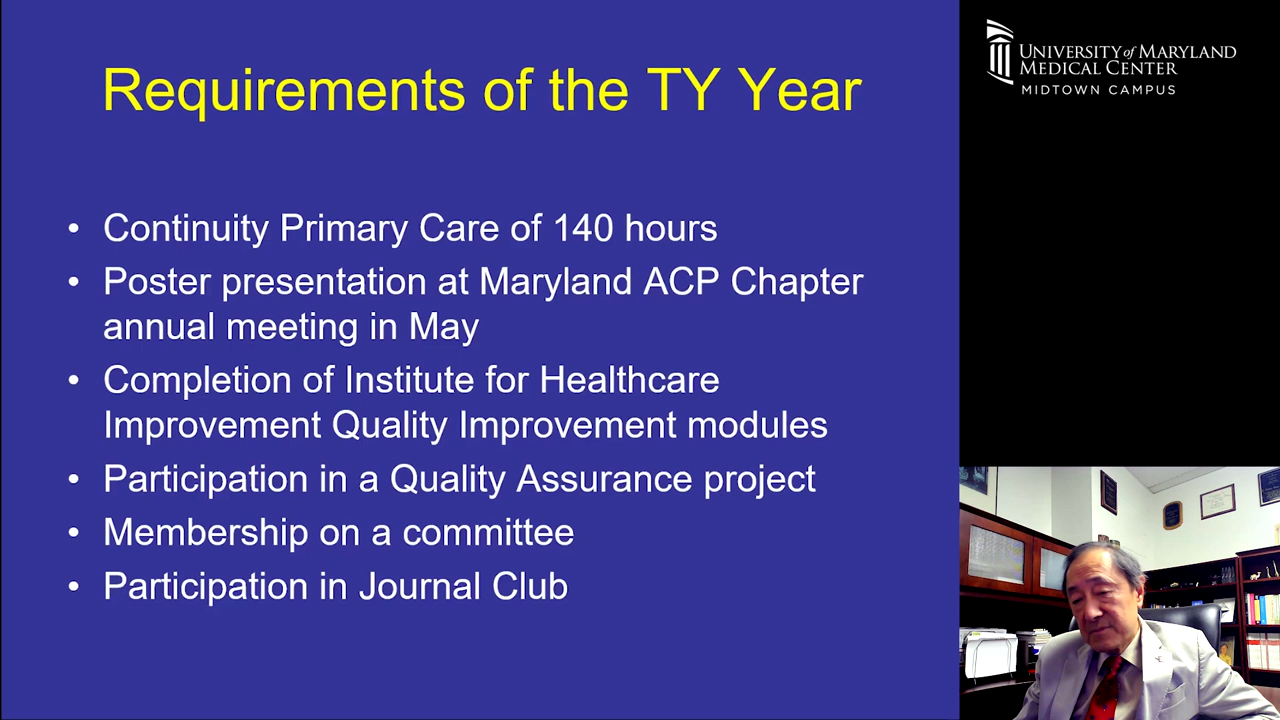 Requirements of the TY Year
• Continuity Primary Care of 140 hours
• Poster presentation at Maryland ACP Chapter
annual meeting in May
• Completion of Institute for Healthcare
Improvement Quality Improvement modules
• Participation in a Quality Assurance project
• Membership on a committee
• Participation in Journal Club
UNIVERSITY of MARYLAND
MEDICAL CENTER
MIDTOWN CAMPUS